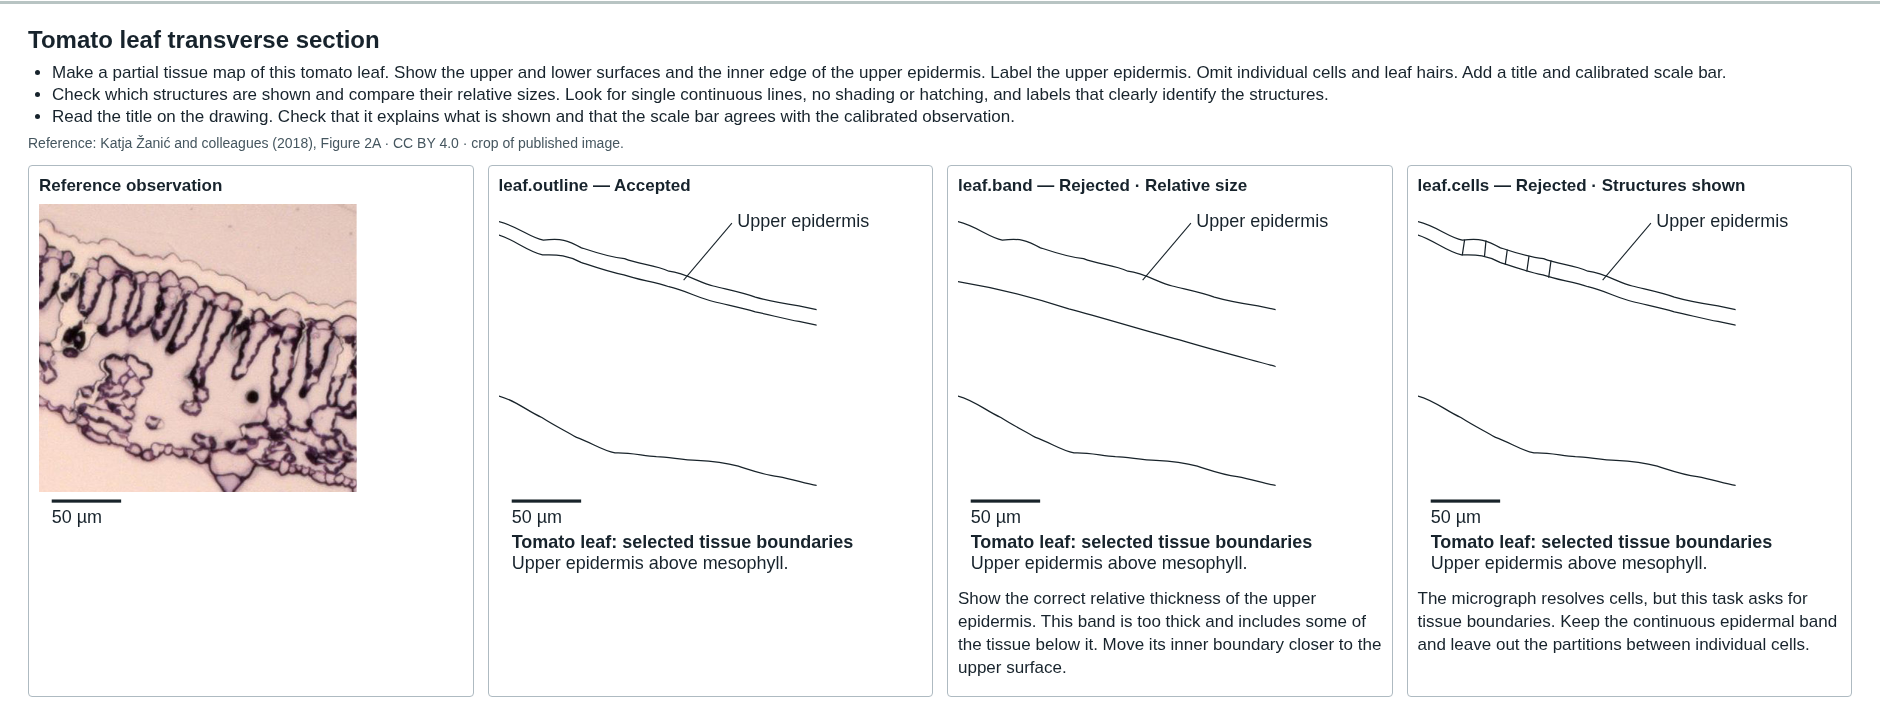 Tomato leaf transverse section
• Make a partial tissue map of this tomato leaf. Show the upper and lower surfaces and the inner edge of the upper epidermis. Label the upper epidermis. Omit individual cells and leaf hairs. Add a title and calibrated scale bar.
• Check which structures are shown and compare their relative sizes. Look for single continuous lines, no shading or hatching, and labels that clearly identify the structures.
• Read the title on the drawing. Check that it explains what is shown and that the scale bar agrees with the calibrated observation.
Reference: Katja Žanić and colleagues (2018), Figure 2A · CC BY 4.0 · crop of published image.
Reference observation
50 µm
leaf.outline — Accepted
Upper epidermis
50 µm
Tomato leaf: selected tissue boundaries
Upper epidermis above mesophyll.
leaf.band — Rejected · Relative size
Upper epidermis
50 µm
Tomato leaf: selected tissue boundaries
Upper epidermis above mesophyll.
Show the correct relative thickness of the upper
epidermis. This band is too thick and includes some of
the tissue below it. Move its inner boundary closer to the
upper surface.
leaf.cells — Rejected · Structures shown
Upper epidermis
50 µm
Tomato leaf: selected tissue boundaries
Upper epidermis above mesophyll.
The micrograph resolves cells, but this task asks for
tissue boundaries. Keep the continuous epidermal band
and leave out the partitions between individual cells.